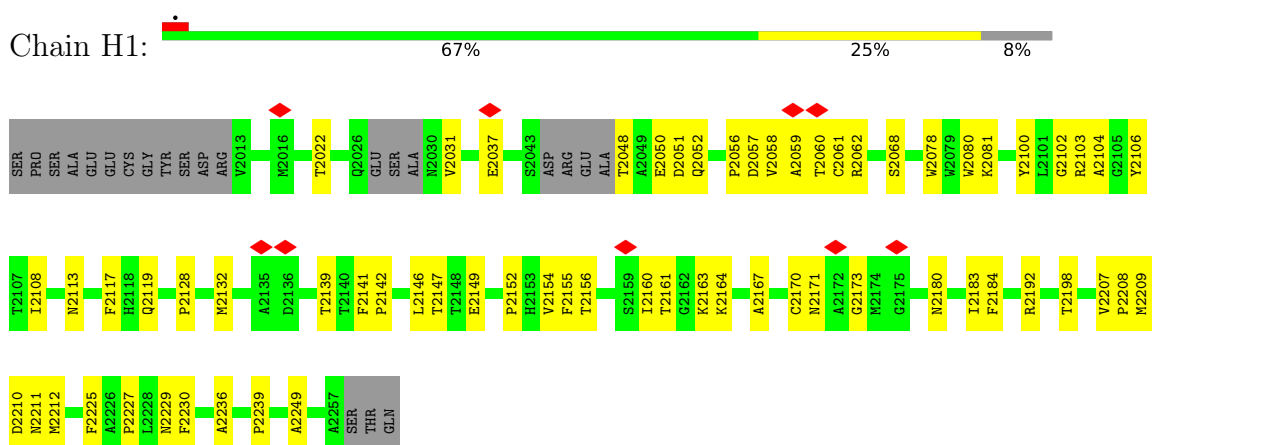 Chain H1:
67% 25% 8%
SER PRO SER ALA GLU GLU CYS GLY TYR SER ASP ARG V2013 M2016 T2022 Q2026 GLU SER ALA N2030 V2031 E2037 S2043 ASP ARG GLU ALA T2048 A2049 E2050 D2051 Q2052 P2056 D2057 V2058 A2059 T2060 C2061 R2062 S2068 W2078 W2079 W2080 K2081 Y2100 L2101 G2102 R2103 A2104 G2105 Y2106
T2107 I2108 N2113 F2117 H2118 Q2119 P2128 M2132 A2135 D2136 T2139 T2140 F2141 P2142 L2146 T2147 T2148 E2149 P2152 H2153 V2154 F2155 T2156 S2159 I2160 T2161 G2162 K2163 K2164 A2167 C2170 N2171 A2172 G2173 M2174 G2175 N2180 I2183 F2184 R2192 T2198 V2207 P2208 M2209
D2210 N2211 M2212 F2225 A2226 P2227 L2228 N2229 F2230 A2236 P2239 A2249 A2257 SER THR GLN